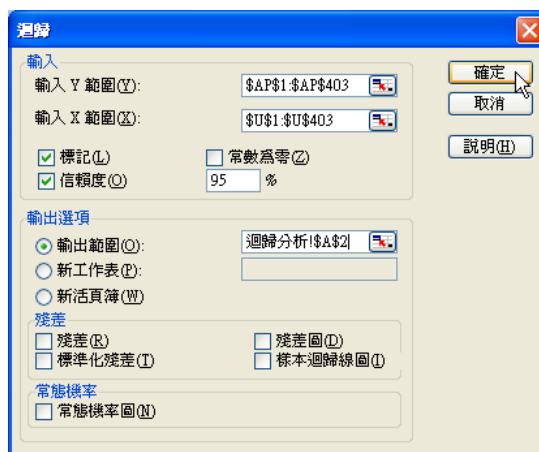 迴歸
輸入
輸入 Y 範圍(Y):
$AP$1:$AP$403
確定
輸入 X 範圍(X):
$U$1:$U$403
取消
標記(L)
常數為零(Z)
說明(H)
信賴度(O)
95
%
輸出選項
輸出範圍(O):
迴歸分析!$A$2
新工作表(P):
新活頁簿(W)
殘差
殘差(R)
殘差圖(D)
標準化殘差(T)
樣本迴歸線圖(I)
常態機率
常態機率圖(N)